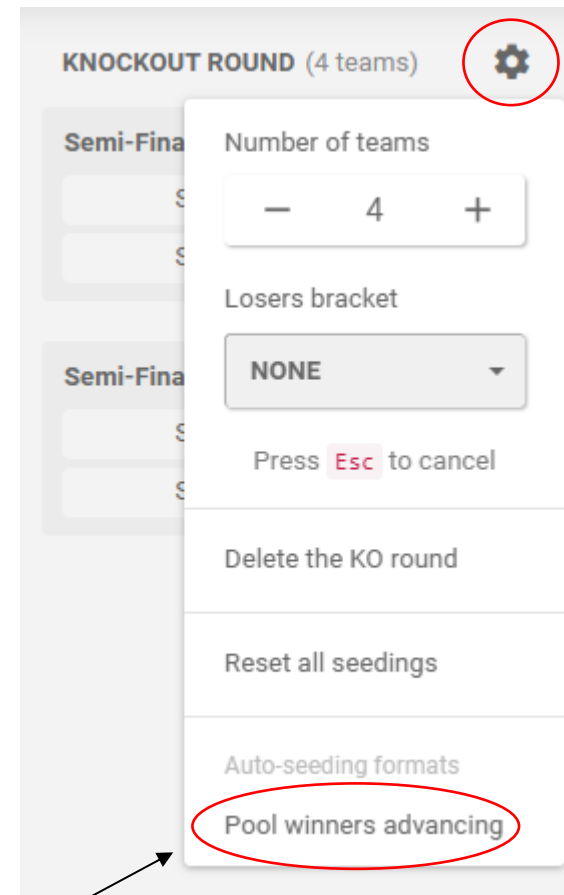 KNOCKOUT ROUND (4 teams)
Semi-Fina
S
S
Number of teams
− 4 +
Losers bracket
NONE
Press Esc to cancel
Semi-Fina
S
S
Delete the KO round
Reset all seedings
Auto-seeding formats
Pool winners advancing